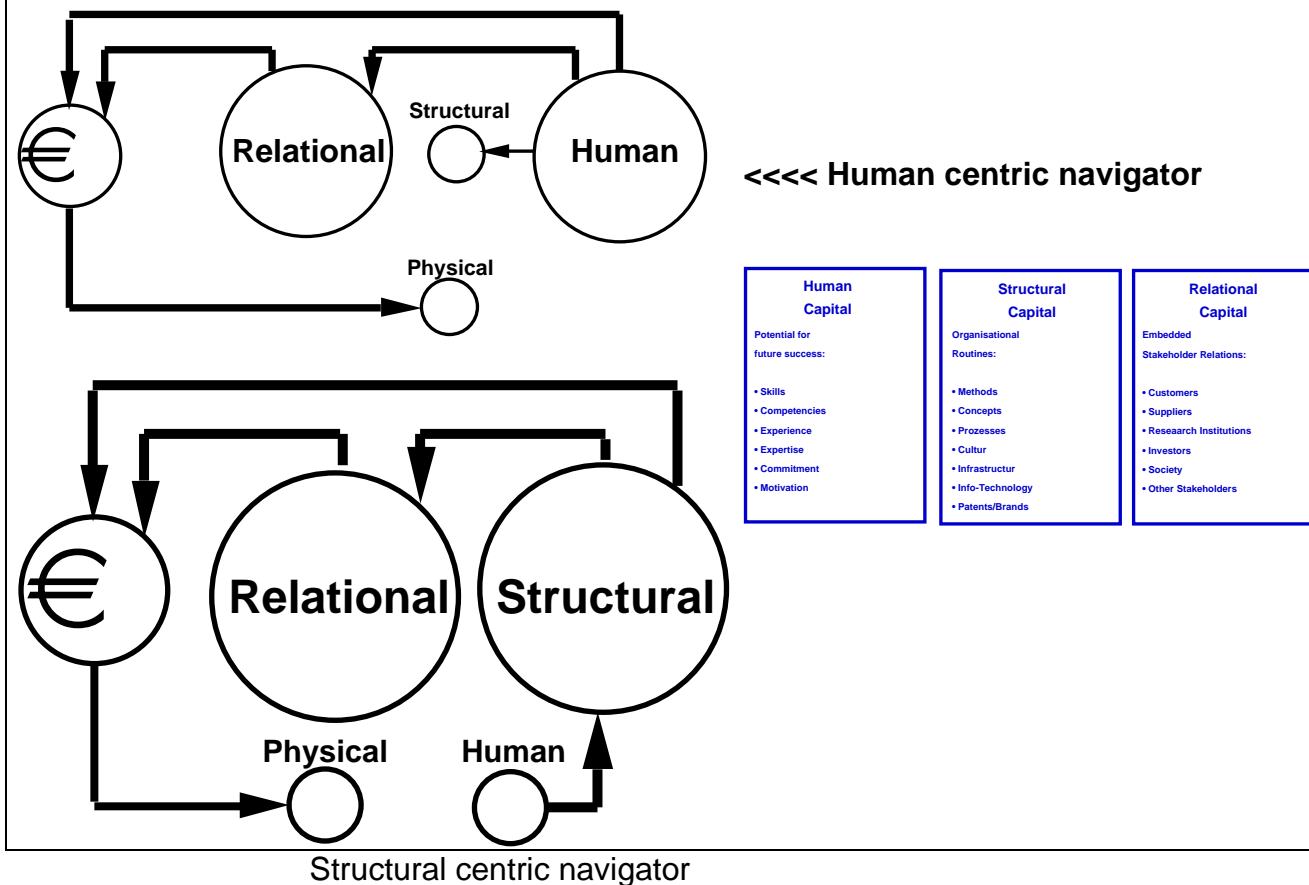 Structural
Relational
Human
€
<<<< Human centric navigator
Physical
Human
Capital
Potential for
future success:
• Skills
• Competencies
• Experience
• Expertise
• Commitment
• Motivation
Structural
Capital
Organisational
Routines:
• Methods
• Concepts
• Prozesses
• Cultur
• Infrastructur
• Info-Technology
• Patents/Brands
Relational
Capital
Embedded
Stakeholder Relations:
• Customers
• Suppliers
• Reseaarch Institutions
• Investors
• Society
• Other Stakeholders
€
Relational
Structural
Physical
Human
Structural centric navigator